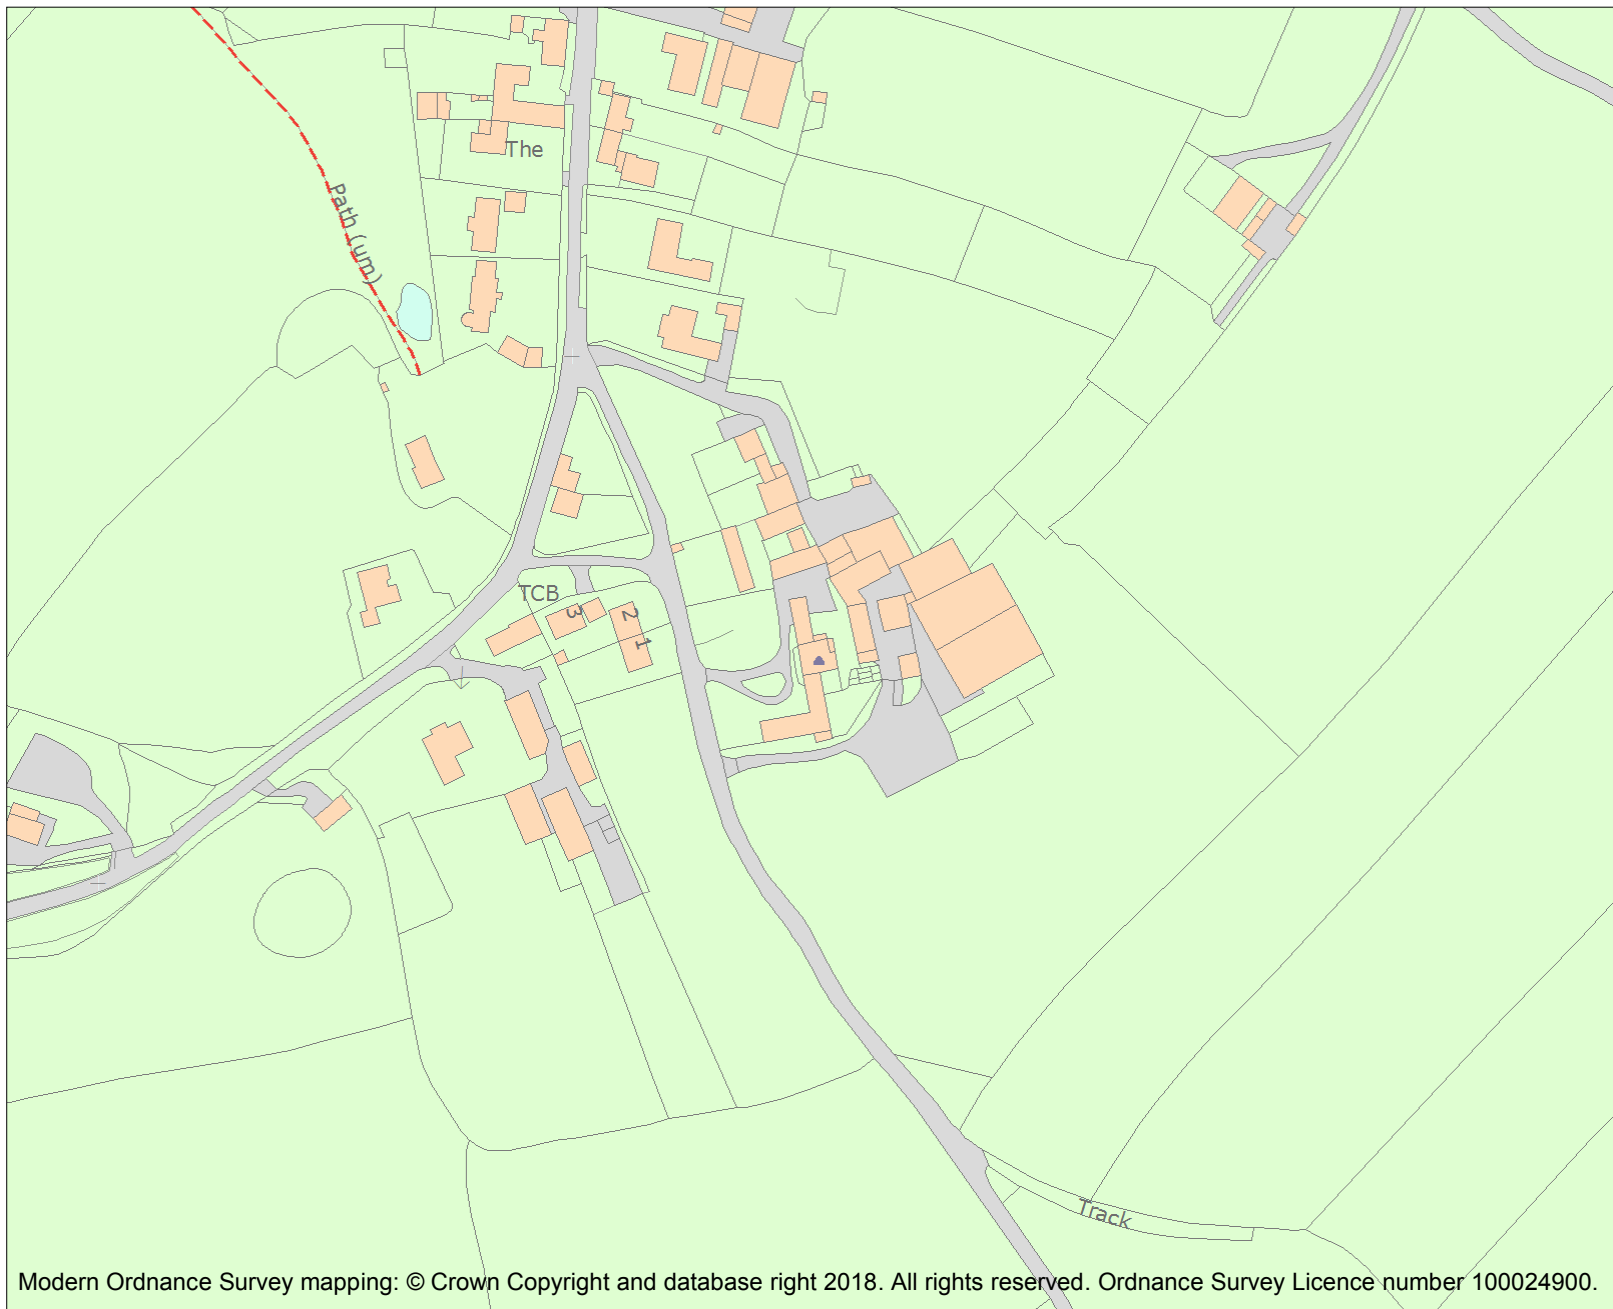 The
Path (um)
TCB
3
2
1
Track
Modern Ordnance Survey mapping: © Crown Copyright and database right 2018. All rights reserved. Ordnance Survey Licence number 100024900.